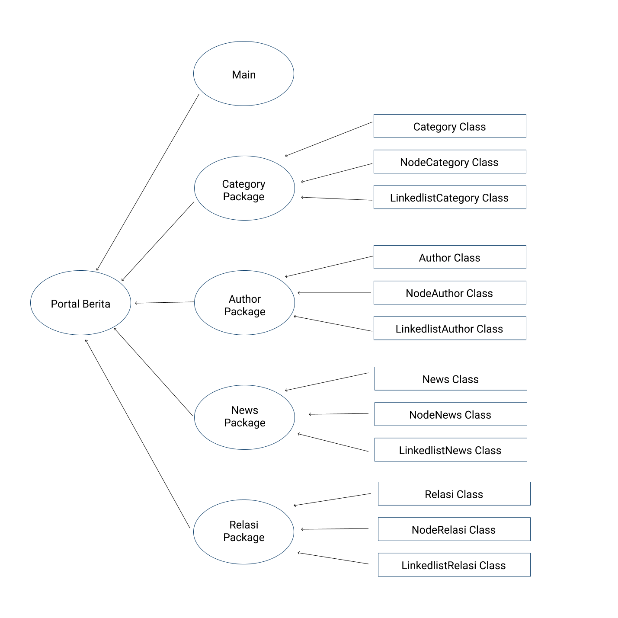 Main
Category Class
NodeCategory Class
Category
Package
LinkedlistCategory Class
Author Class
NodeAuthor Class
Portal Berita
Author
Package
LinkedlistAuthor Class
News Class
NodeNews Class
News
Package
LinkedlistNews Class
Relasi Class
NodeRelasi Class
Relasi
Package
LinkedlistRelasi Class